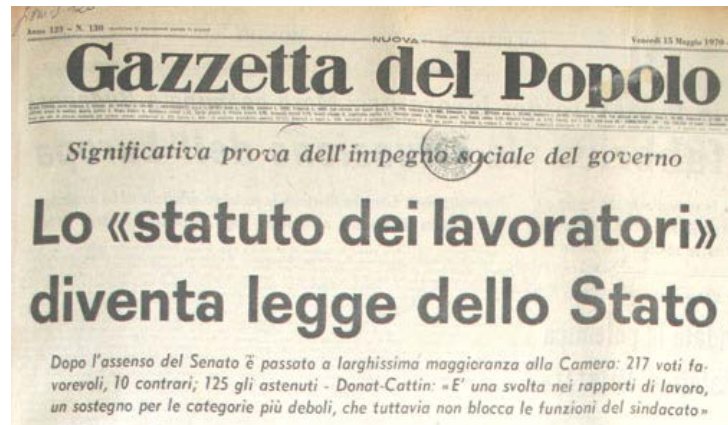 Anno 123 - N. 130
Venerdì 15 Maggio 1970
NUOVA
Gazzetta del Popolo
Significativa prova dell'impegno sociale del governo
Lo «statuto dei lavoratori»
diventa legge dello Stato
Dopo l'assenso del Senato è passato a larghissima maggioranza alla Camera: 217 voti fa-
vorevoli, 10 contrari; 125 gli astenuti - Donat-Cattin: «E' una svolta nei rapporti di lavoro,
un sostegno per le categorie più deboli, che tuttavia non blocca le funzioni del sindacato»